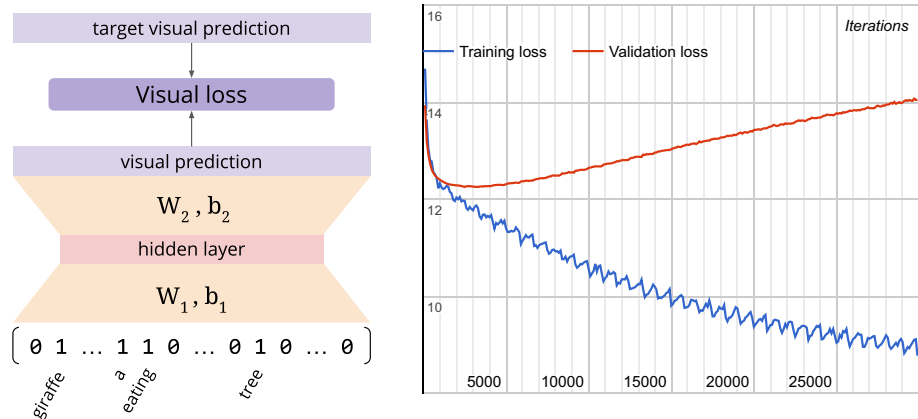 target visual prediction
Visual loss
visual prediction
W2 , b2
hidden layer
W1 , b1
0 1 ... 1 1 0 ... 0 1 0 ... 0
giraffe
a
eating
tree
16
Iterations
Training loss
Validation loss
14
12
10
5000 10000 15000 20000 25000